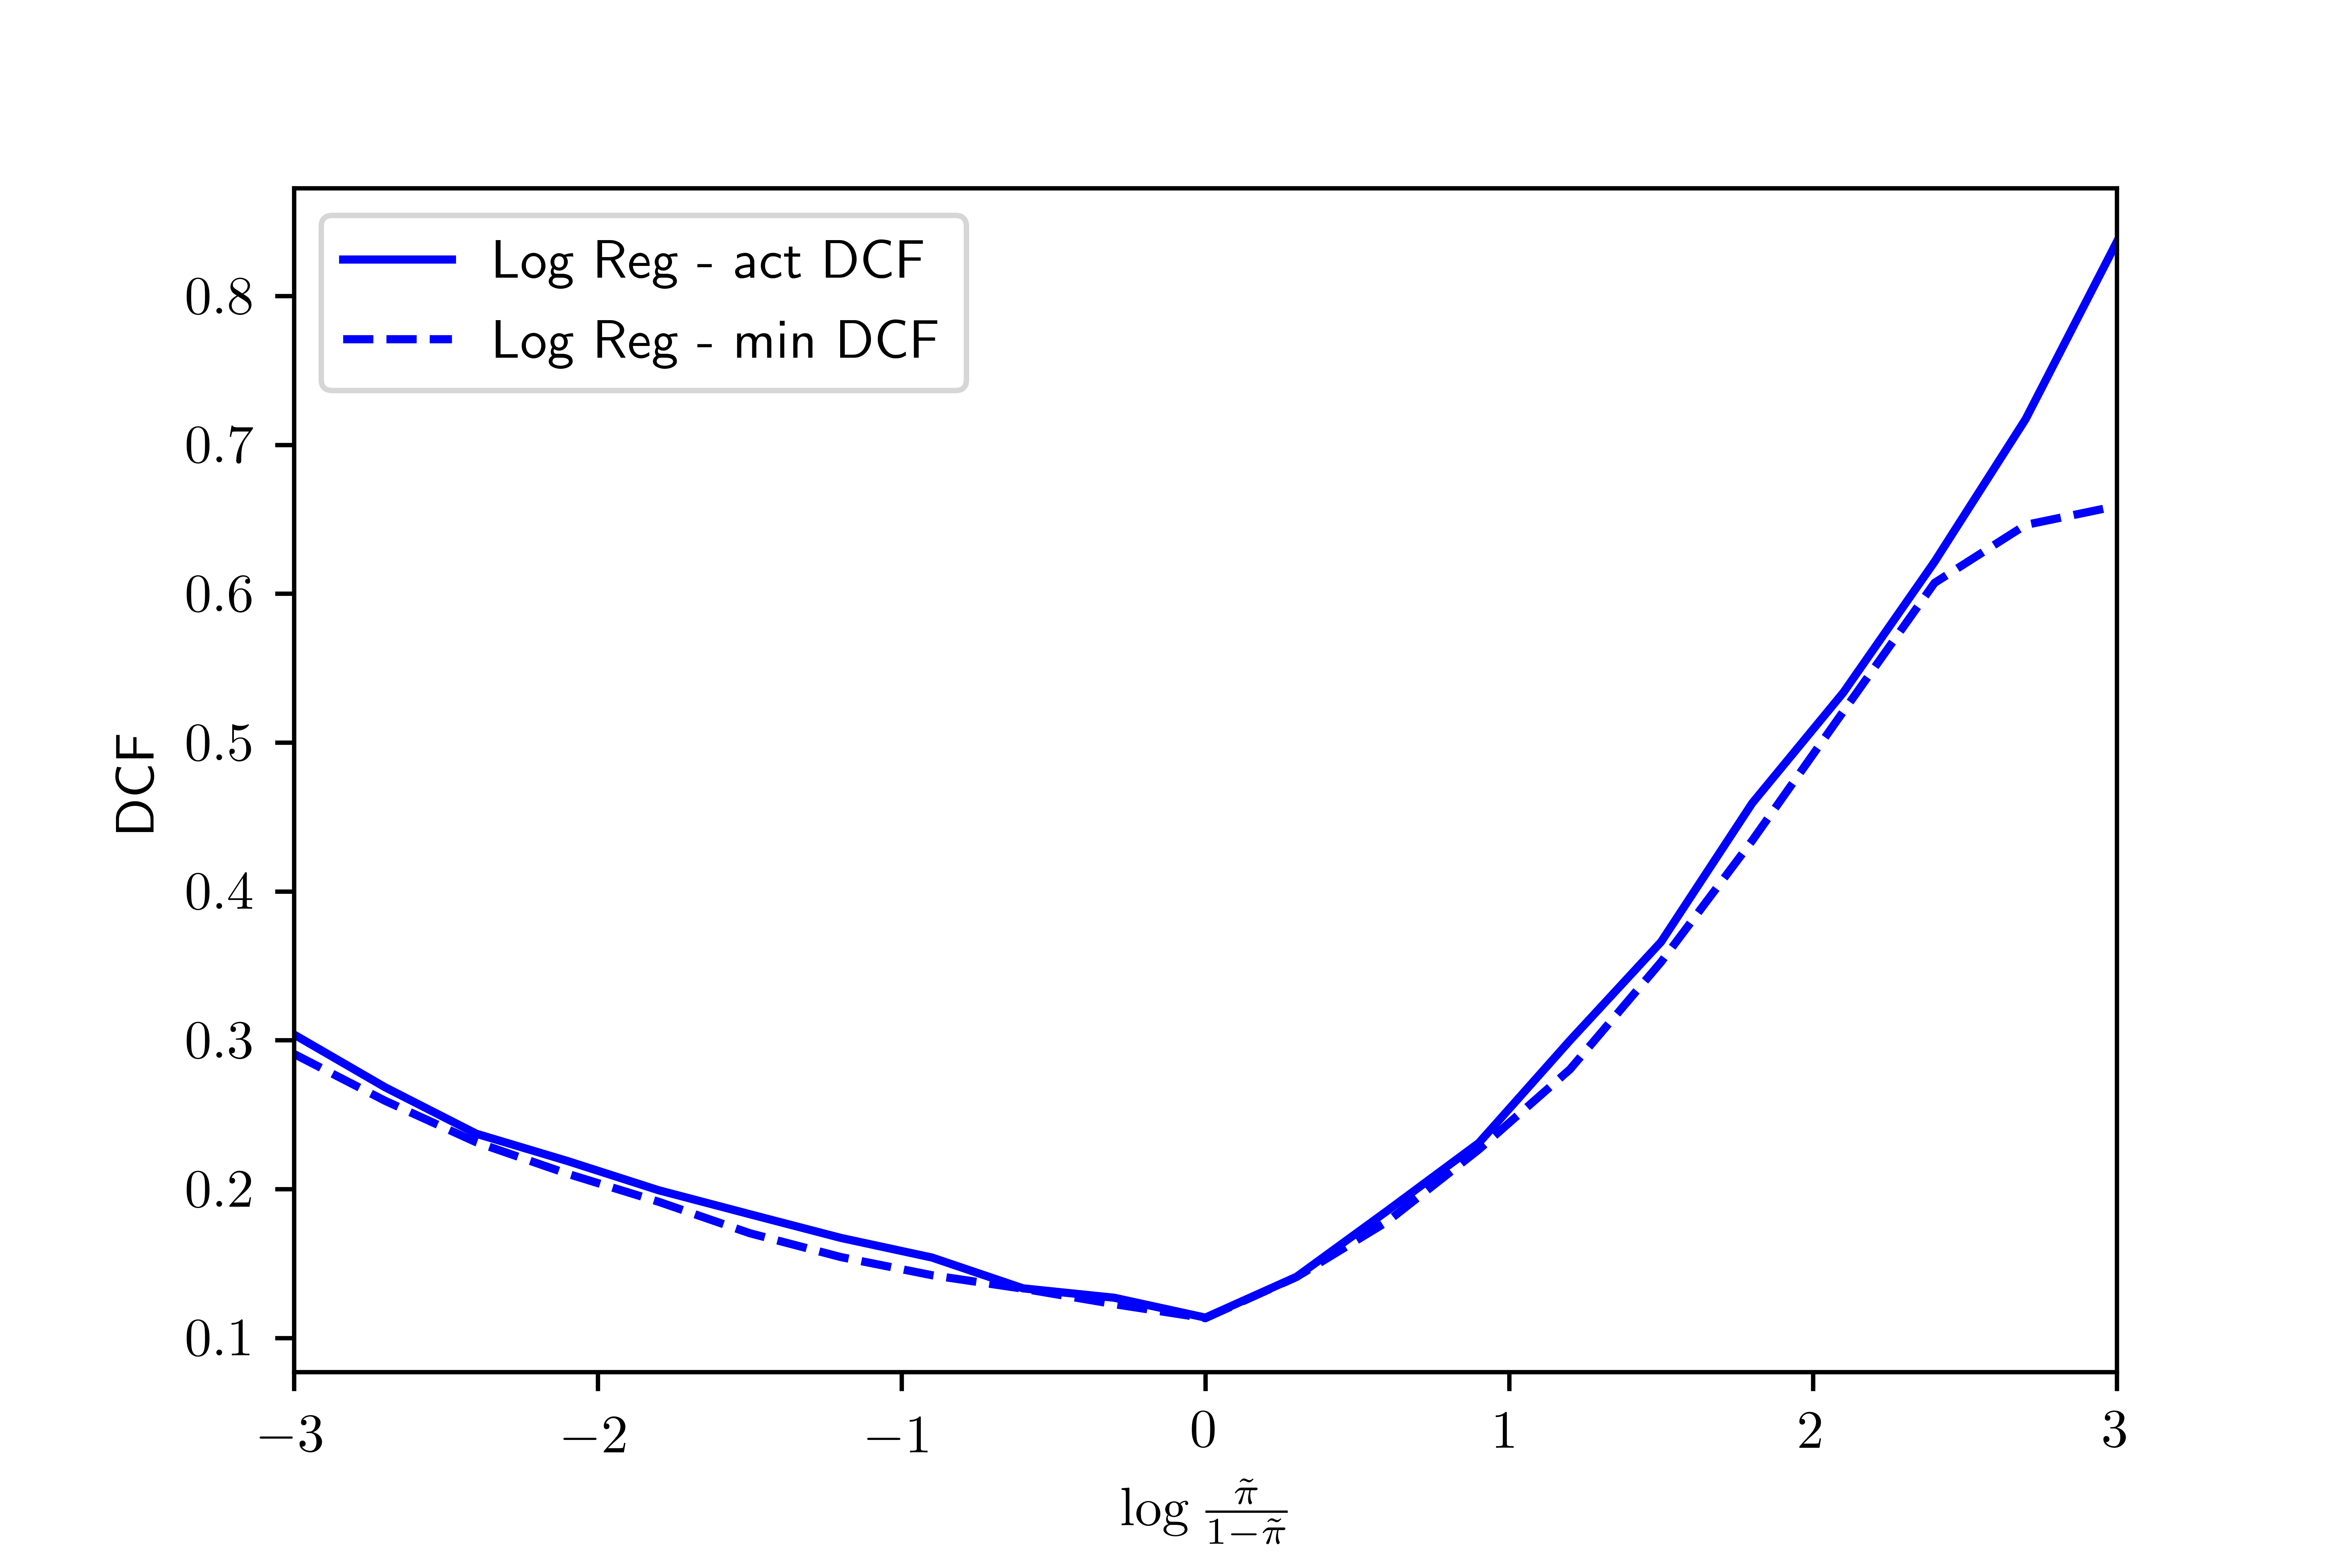 Log Reg - act DCF
Log Reg - min DCF
0.8
0.7
0.6
0.5
0.4
0.3
0.2
0.1
DCF
−3 −2 −1 0 1 2 3
log π̃/(1−π̃)